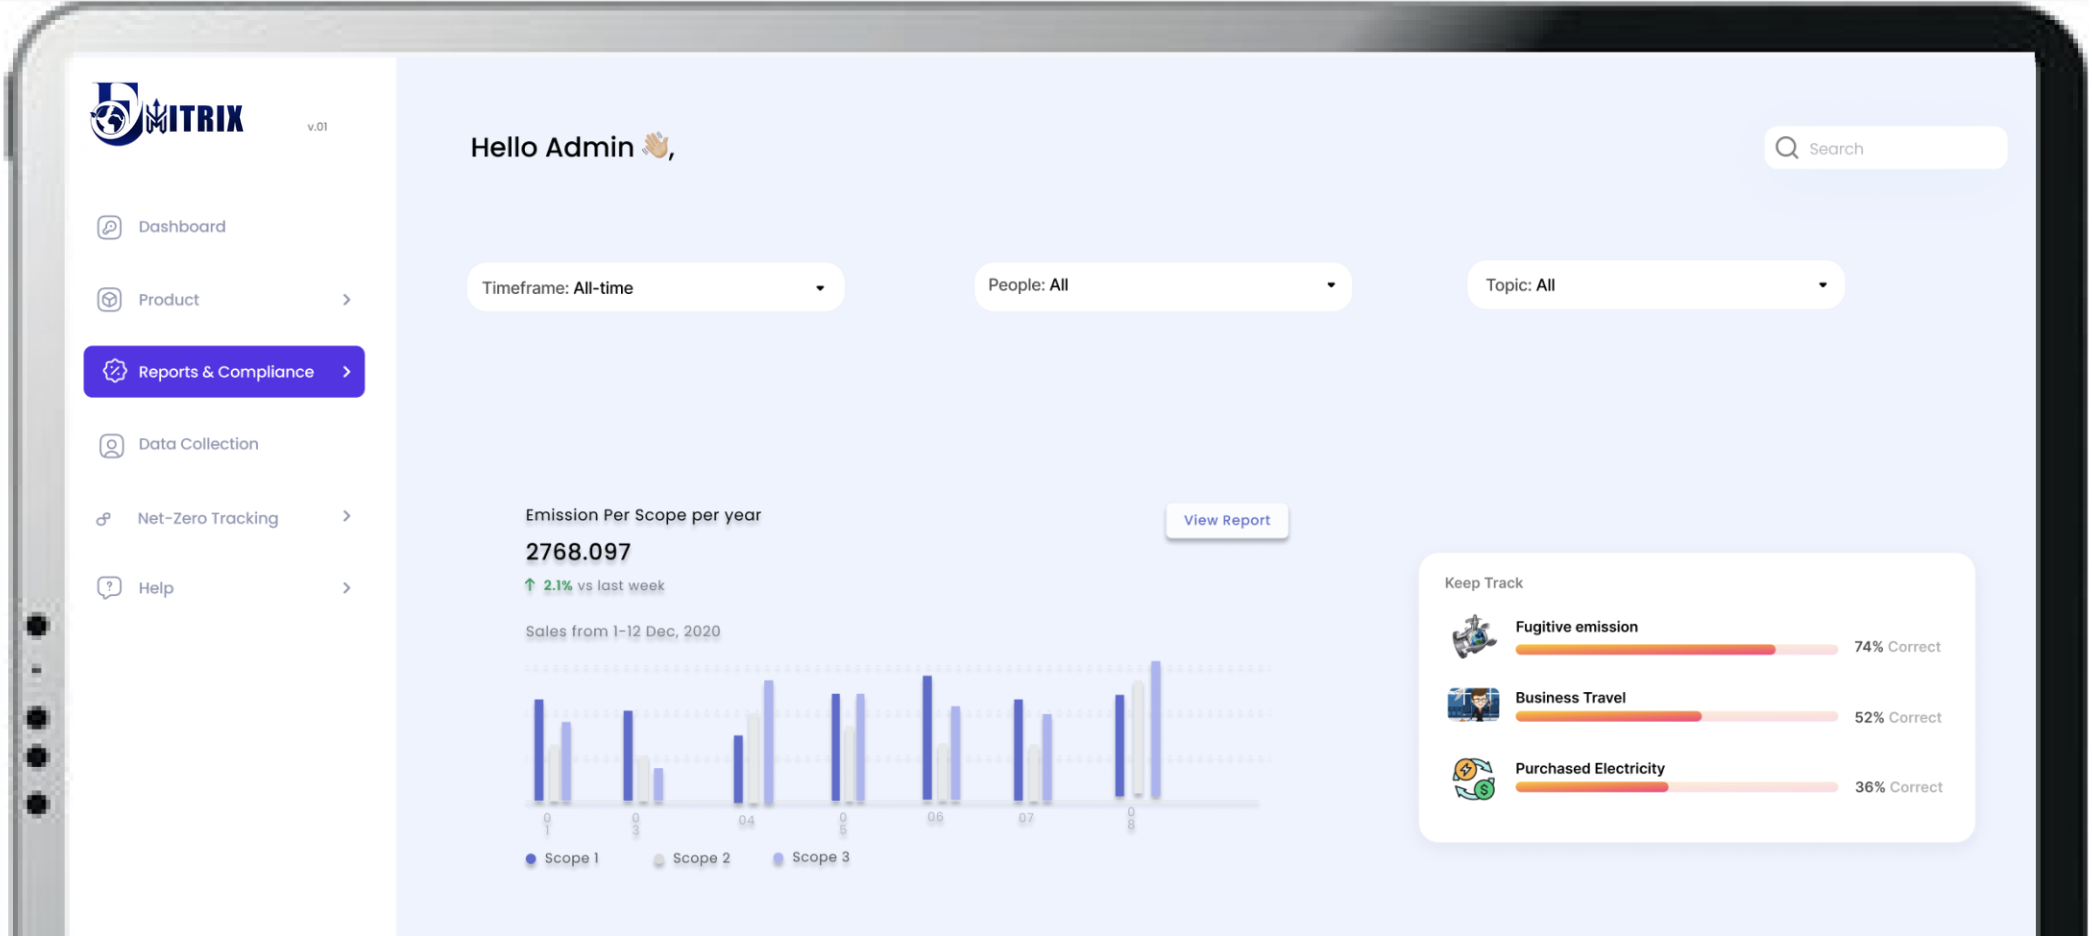 EMITRIX
v.01
Dashboard
Product
Reports & Compliance
Data Collection
Net-Zero Tracking
Help
Hello Admin 👋🏼,
Search
Timeframe: All-time
People: All
Topic: All
Emission Per Scope per year
2768.097
↑ 2.1% vs last week
View Report
Sales from 1-12 Dec, 2020
01 03 04 05 06 07 08
Scope 1 Scope 2 Scope 3
Keep Track
Fugitive emission
74% Correct
Business Travel
52% Correct
Purchased Electricity
36% Correct